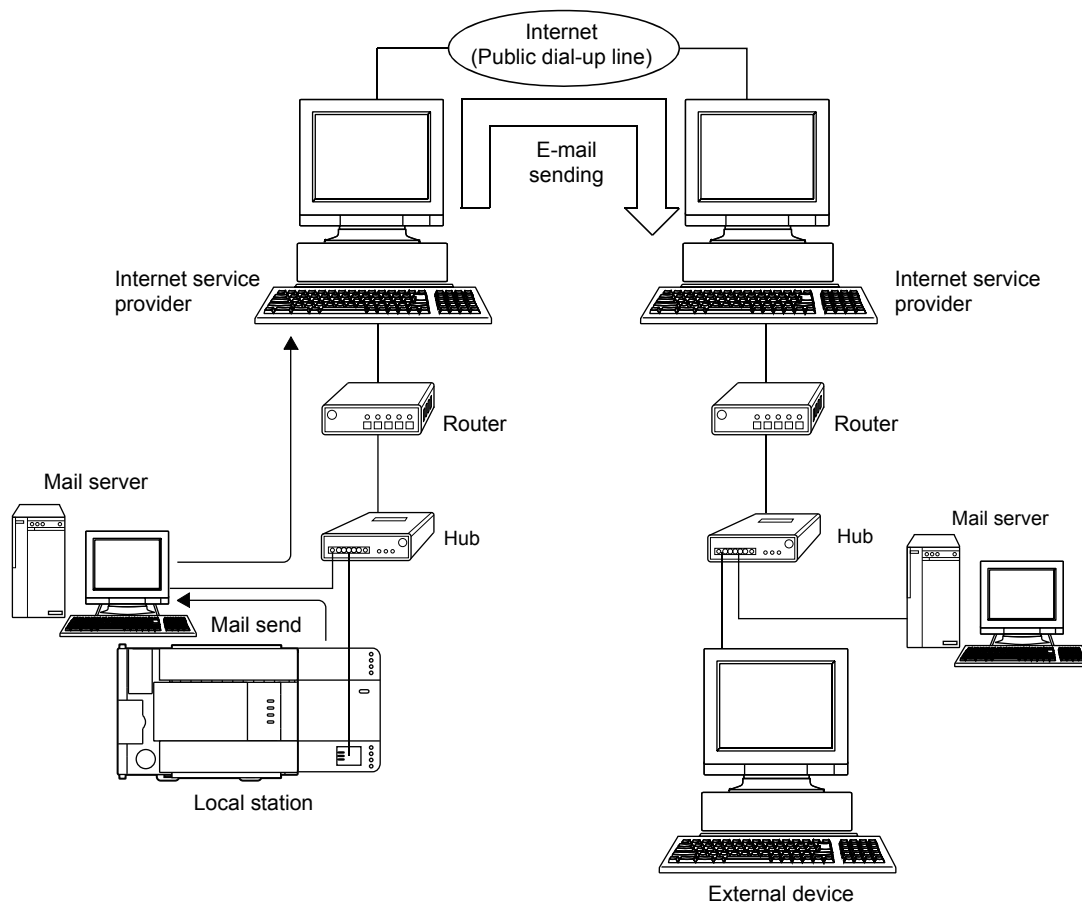 Internet
(Public dial-up line)
E-mail
sending
Internet service
provider
Internet service
provider
Router
Router
Mail server
Hub
Hub
Mail server
Mail send
Local station
External device